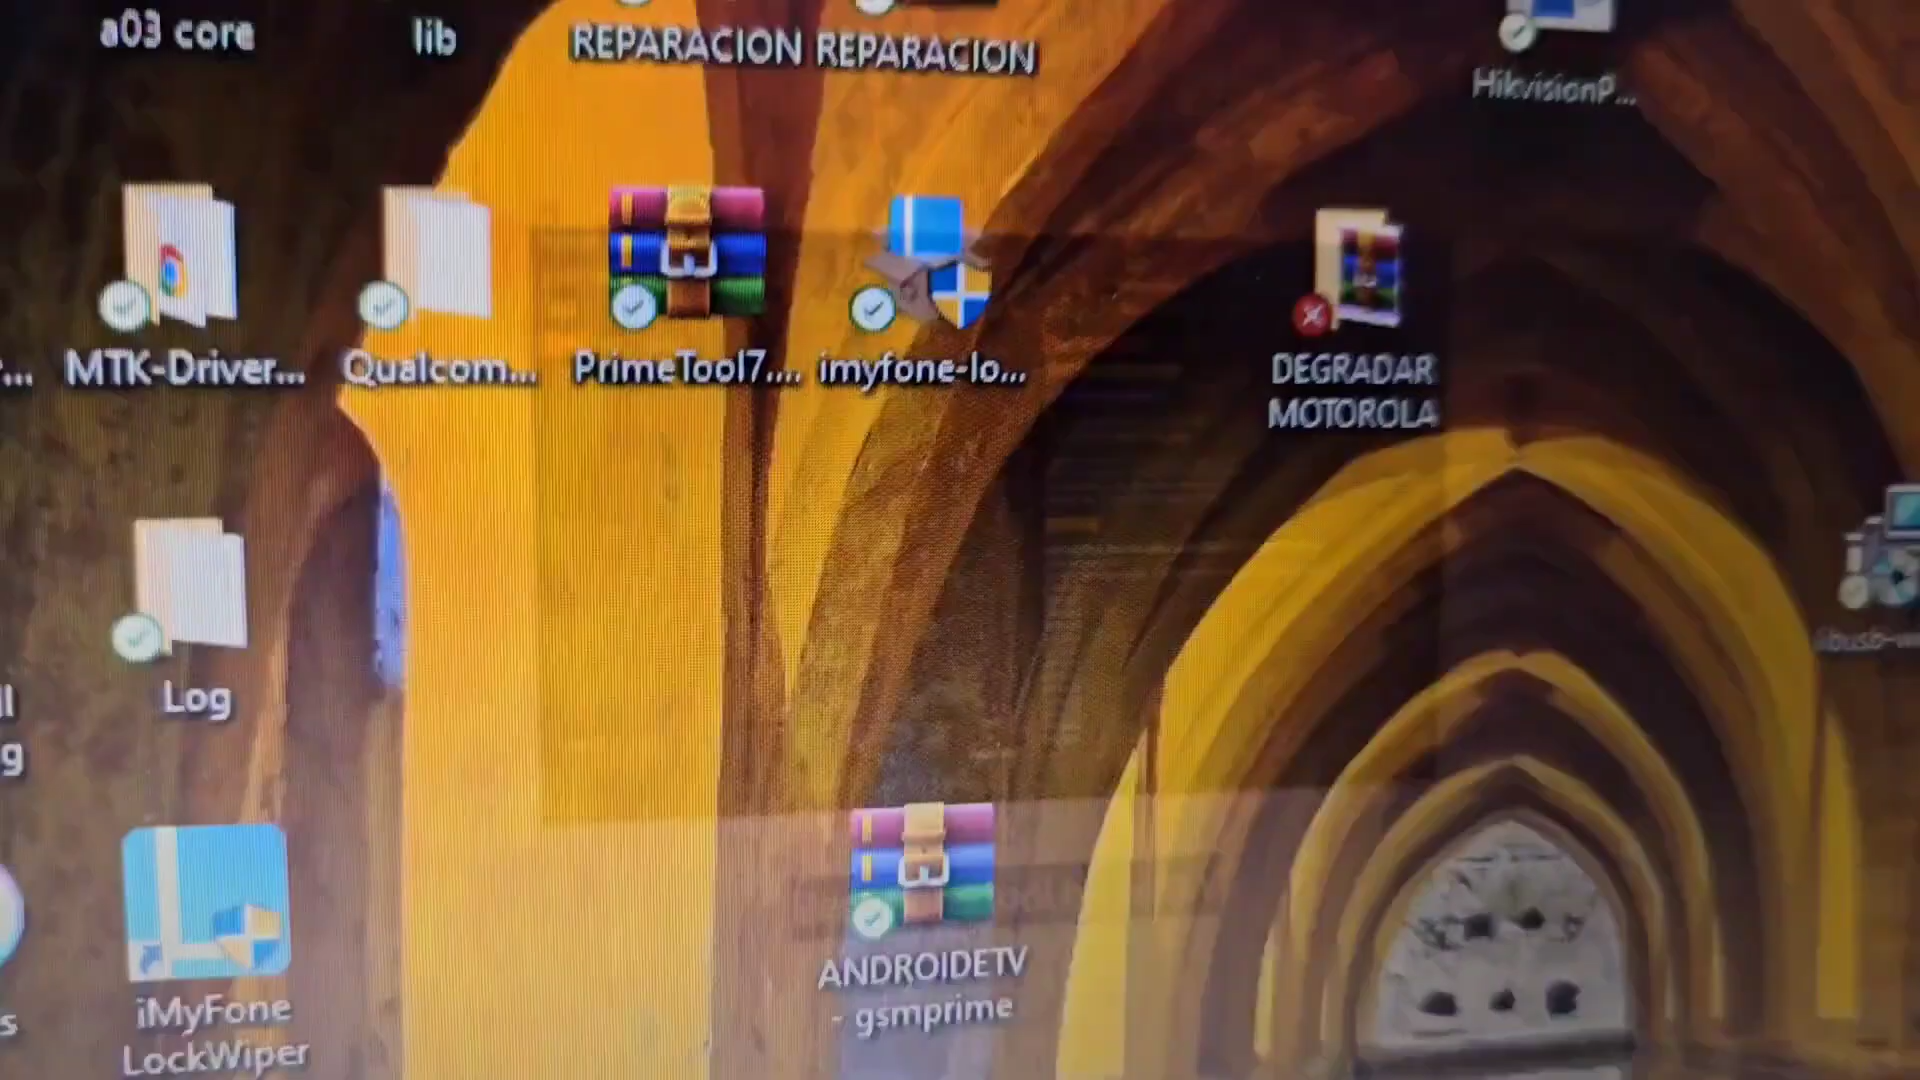 a03 core
lib
REPARACION
REPARACION
HikvisionP...
MTK-Driver...
Qualcom...
PrimeTool7....
imyfone-lo...
DEGRADAR
MOTOROLA
Log
g
iMyFone
LockWiper
ANDROIDETV
- gsmprime
s